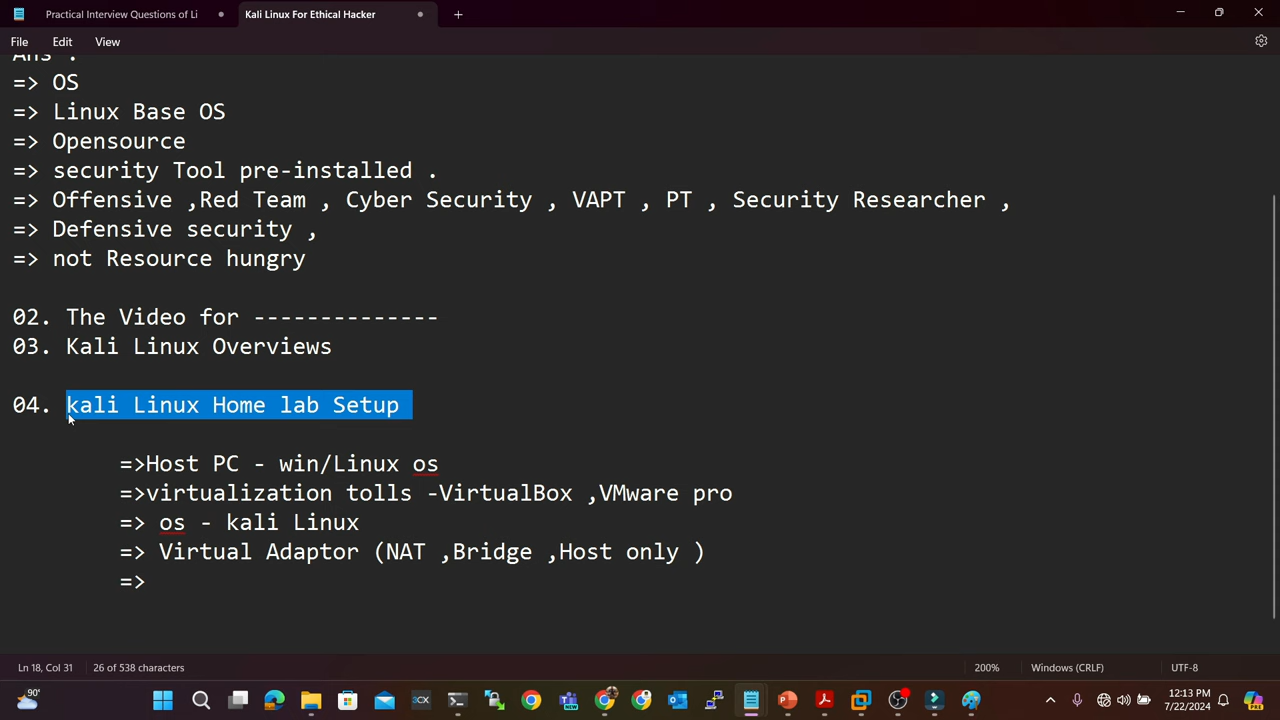 Practical Interview Questions of Li
Kali Linux For Ethical Hacker
File Edit View
Ans .
=> OS
=> Linux Base OS
=> Opensource
=> security Tool pre-installed .
=> Offensive ,Red Team , Cyber Security , VAPT , PT , Security Researcher ,
=> Defensive security ,
=> not Resource hungry
02. The Video for --------------
03. Kali Linux Overviews
04. kali Linux Home lab Setup
=>Host PC - win/Linux os
=>virtualization tolls -VirtualBox ,VMware pro
=> os - kali Linux
=> Virtual Adaptor (NAT ,Bridge ,Host only )
=>
Ln 18, Col 31 26 of 538 characters 200% Windows (CRLF) UTF-8
90° 12:13 PM
7/22/2024